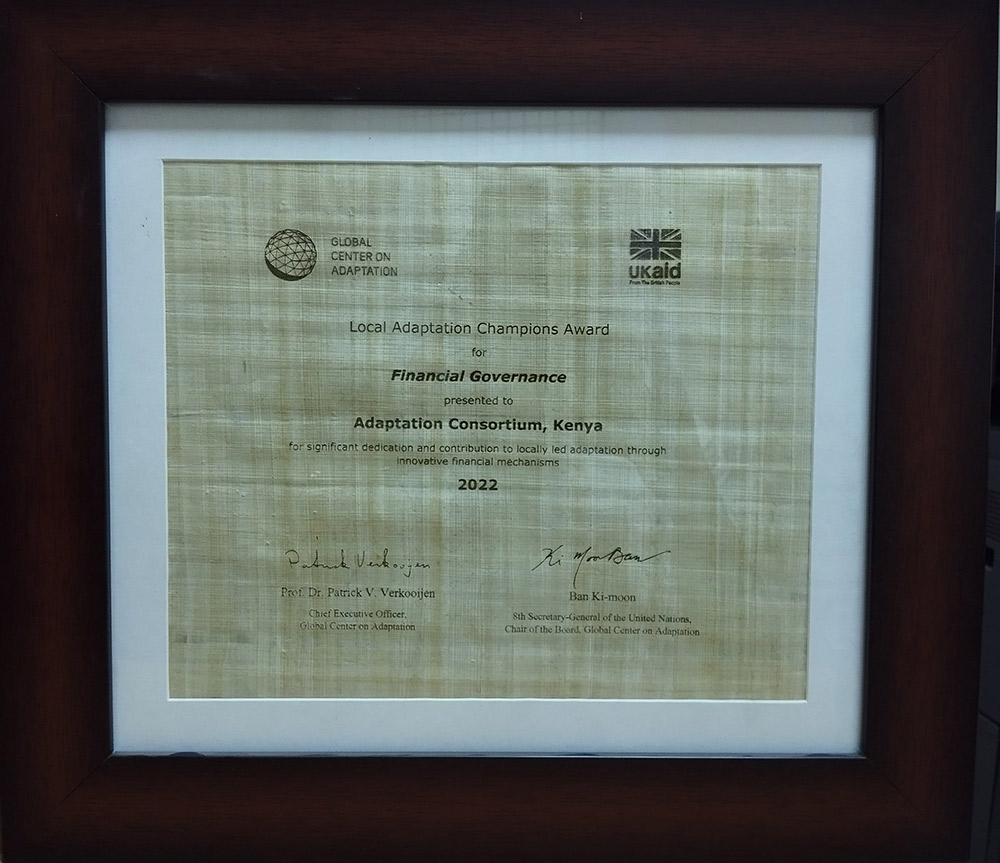 GLOBAL
CENTER ON
ADAPTATION
UKaid
From The British People
Local Adaptation Champions Award
for
Financial Governance
presented to
Adaptation Consortium, Kenya
for significant dedication and contribution to locally led adaptation through
innovative financial mechanisms
2022
Patrick Verkooijen
Ki Moon Ban
Prof. Dr. Patrick V. Verkooijen
Chief Executive Officer,
Global Center on Adaptation
Ban Ki-moon
8th Secretary-General of the United Nations,
Chair of the Board, Global Center on Adaptation